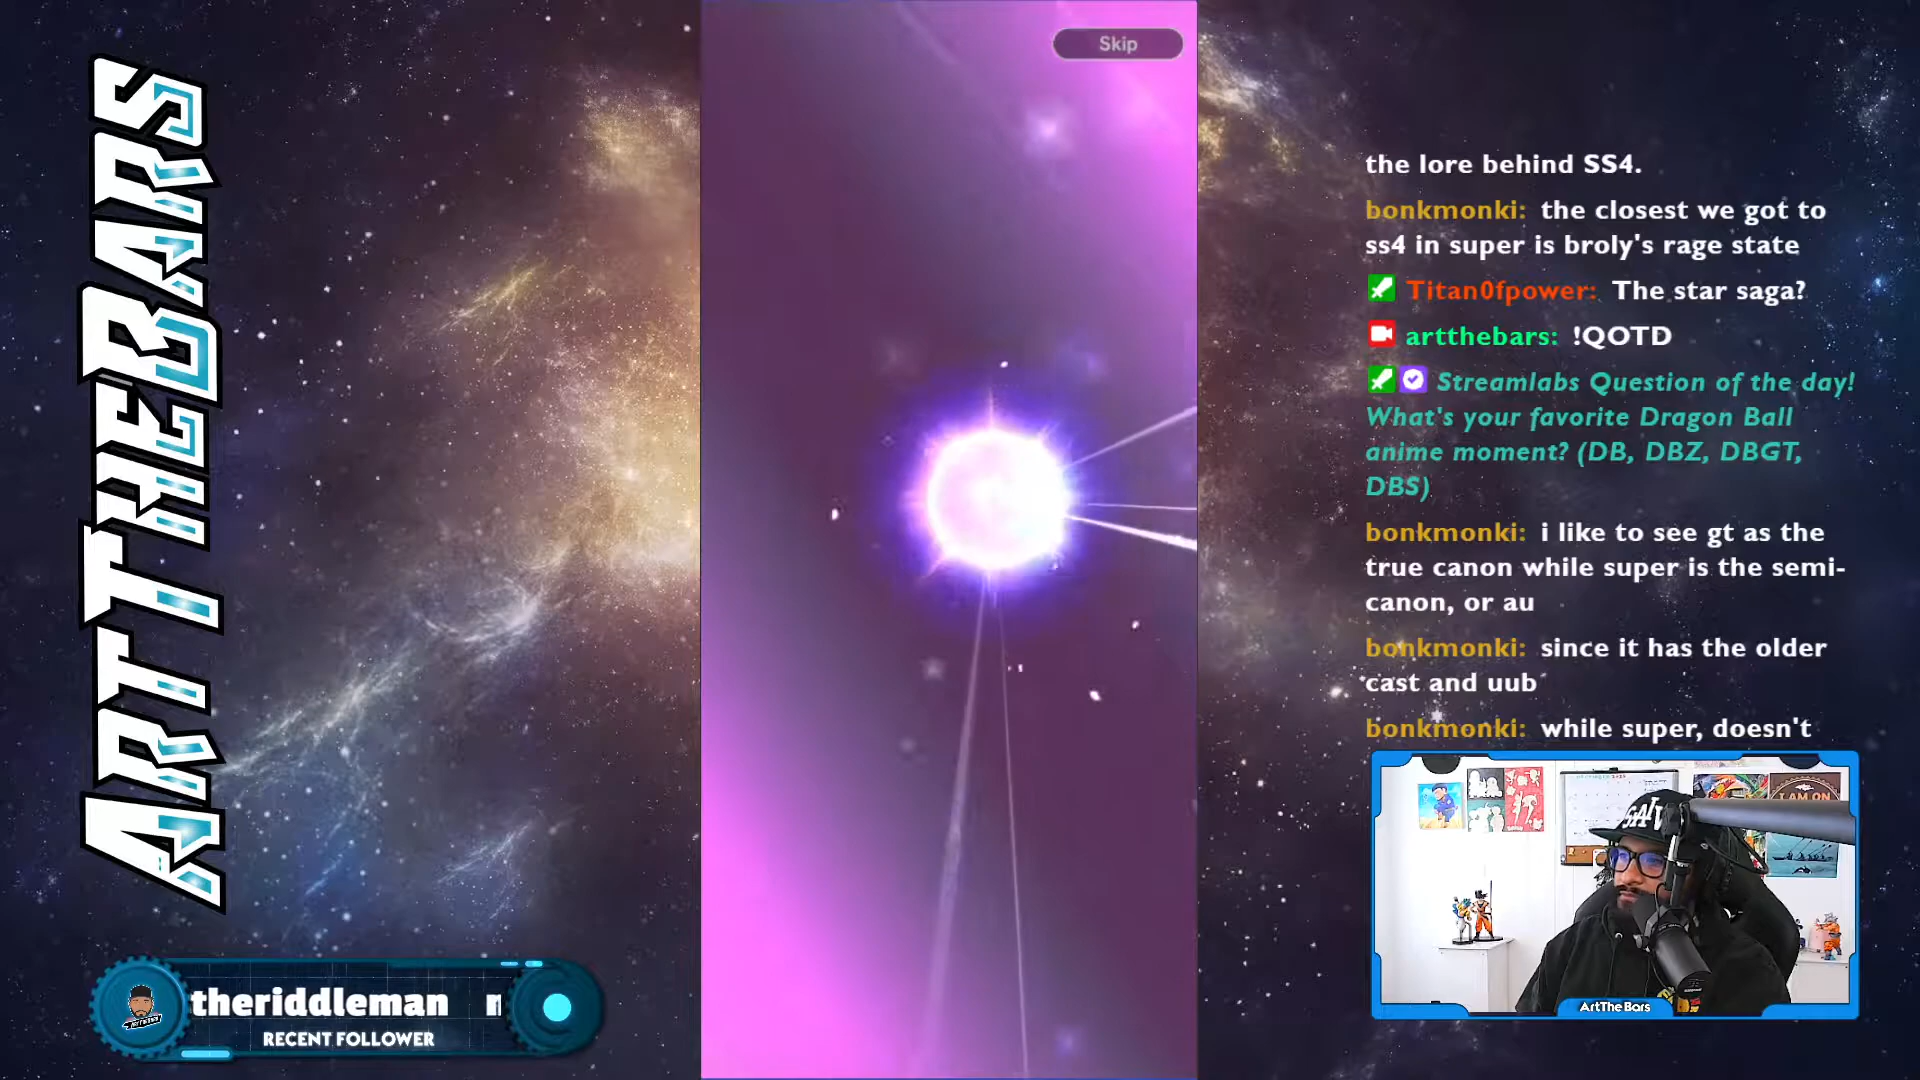 ARTTHEBARS
Skip
the lore behind SS4.
bonkmonki: the closest we got to
ss4 in super is broly's rage state
Titan0fpower: The star saga?
artthebars: !QOTD
Streamlabs Question of the day!
What's your favorite Dragon Ball
anime moment? (DB, DBZ, DBGT,
DBS)
bonkmonki: i like to see gt as the
true canon while super is the semi-
canon, or au
bonkmonki: since it has the older
cast and uub
bonkmonki: while super, doesn't
I AM ON
ArtThe Bars
theriddleman
RECENT FOLLOWER